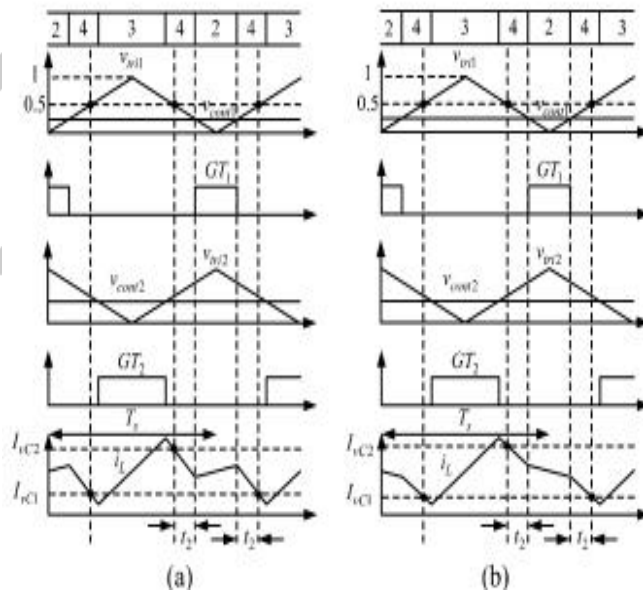 2 4 3 4 2 4 3
2 4 3 4 2 4 3
1
v_tri1
0.5
v_cont1
1
v_tri1
0.5
v_cont1
GT_1
GT_1
v_cont2
v_tri2
v_cont2
v_tri2
GT_2
GT_2
T_s
T_s
I_vC2
i_L
I_vC1
I_vC2
i_L
I_vC1
t_2
t_2
t_2
t_2
(a)
(b)